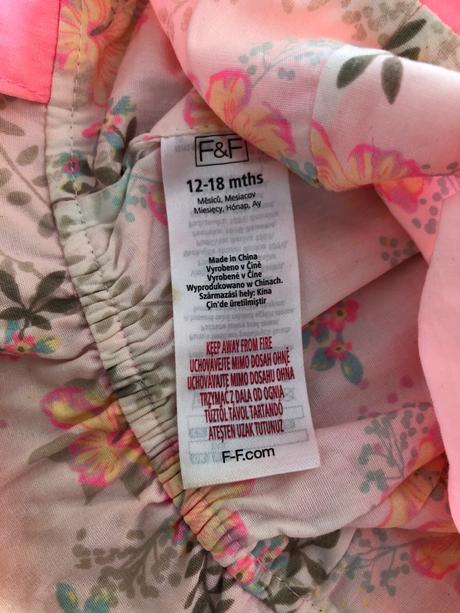 F&F
12-18 mths
Měsíců, Mesiacov
Miesięcy, Hónap, Ay
Made in China
Vyrobeno v Číně
Vyrobené v Číne
Wyprodukowano w Chinach.
Származási hely: Kína
Çin'de üretilmiştir
KEEP AWAY FROM FIRE
UCHOVÁVEJTE MIMO DOSAH OHNĚ
UCHOVÁVAJTE MIMO DOSAHU OHŇA
TRZYMAĆ Z DALA OD OGNIA
TŰZTŐL TÁVOL TARTANDÓ
ATEŞTEN UZAK TUTUNUZ
F-F.com